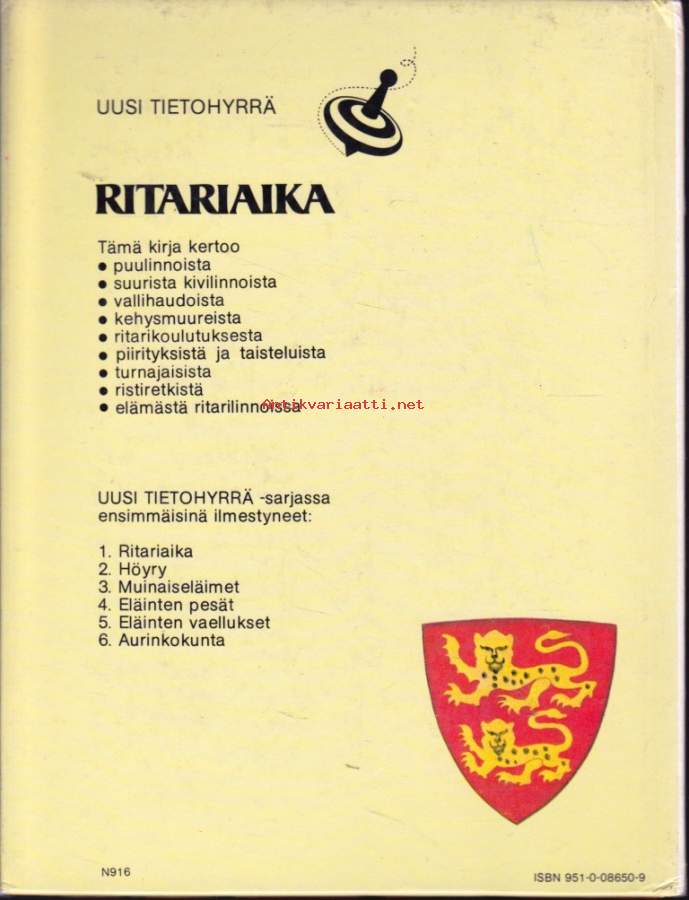 UUSI TIETOHYRRÄ
RITARIAIKA
Tämä kirja kertoo
• puulinnoista
• suurista kivilinnoista
• vallihaudoista
• kehysmuureista
• ritarikoulutuksesta
• piirityksistä ja taisteluista
• turnajaisista
• ristiretkistä
• elämästä ritarilinnoissa
Antikvariaatti.net
UUSI TIETOHYRRÄ -sarjassa
ensimmäisinä ilmestyneet:
1. Ritariaika
2. Höyry
3. Muinaiseläimet
4. Eläinten pesät
5. Eläinten vaellukset
6. Aurinkokunta
N916
ISBN 951-0-08650-9